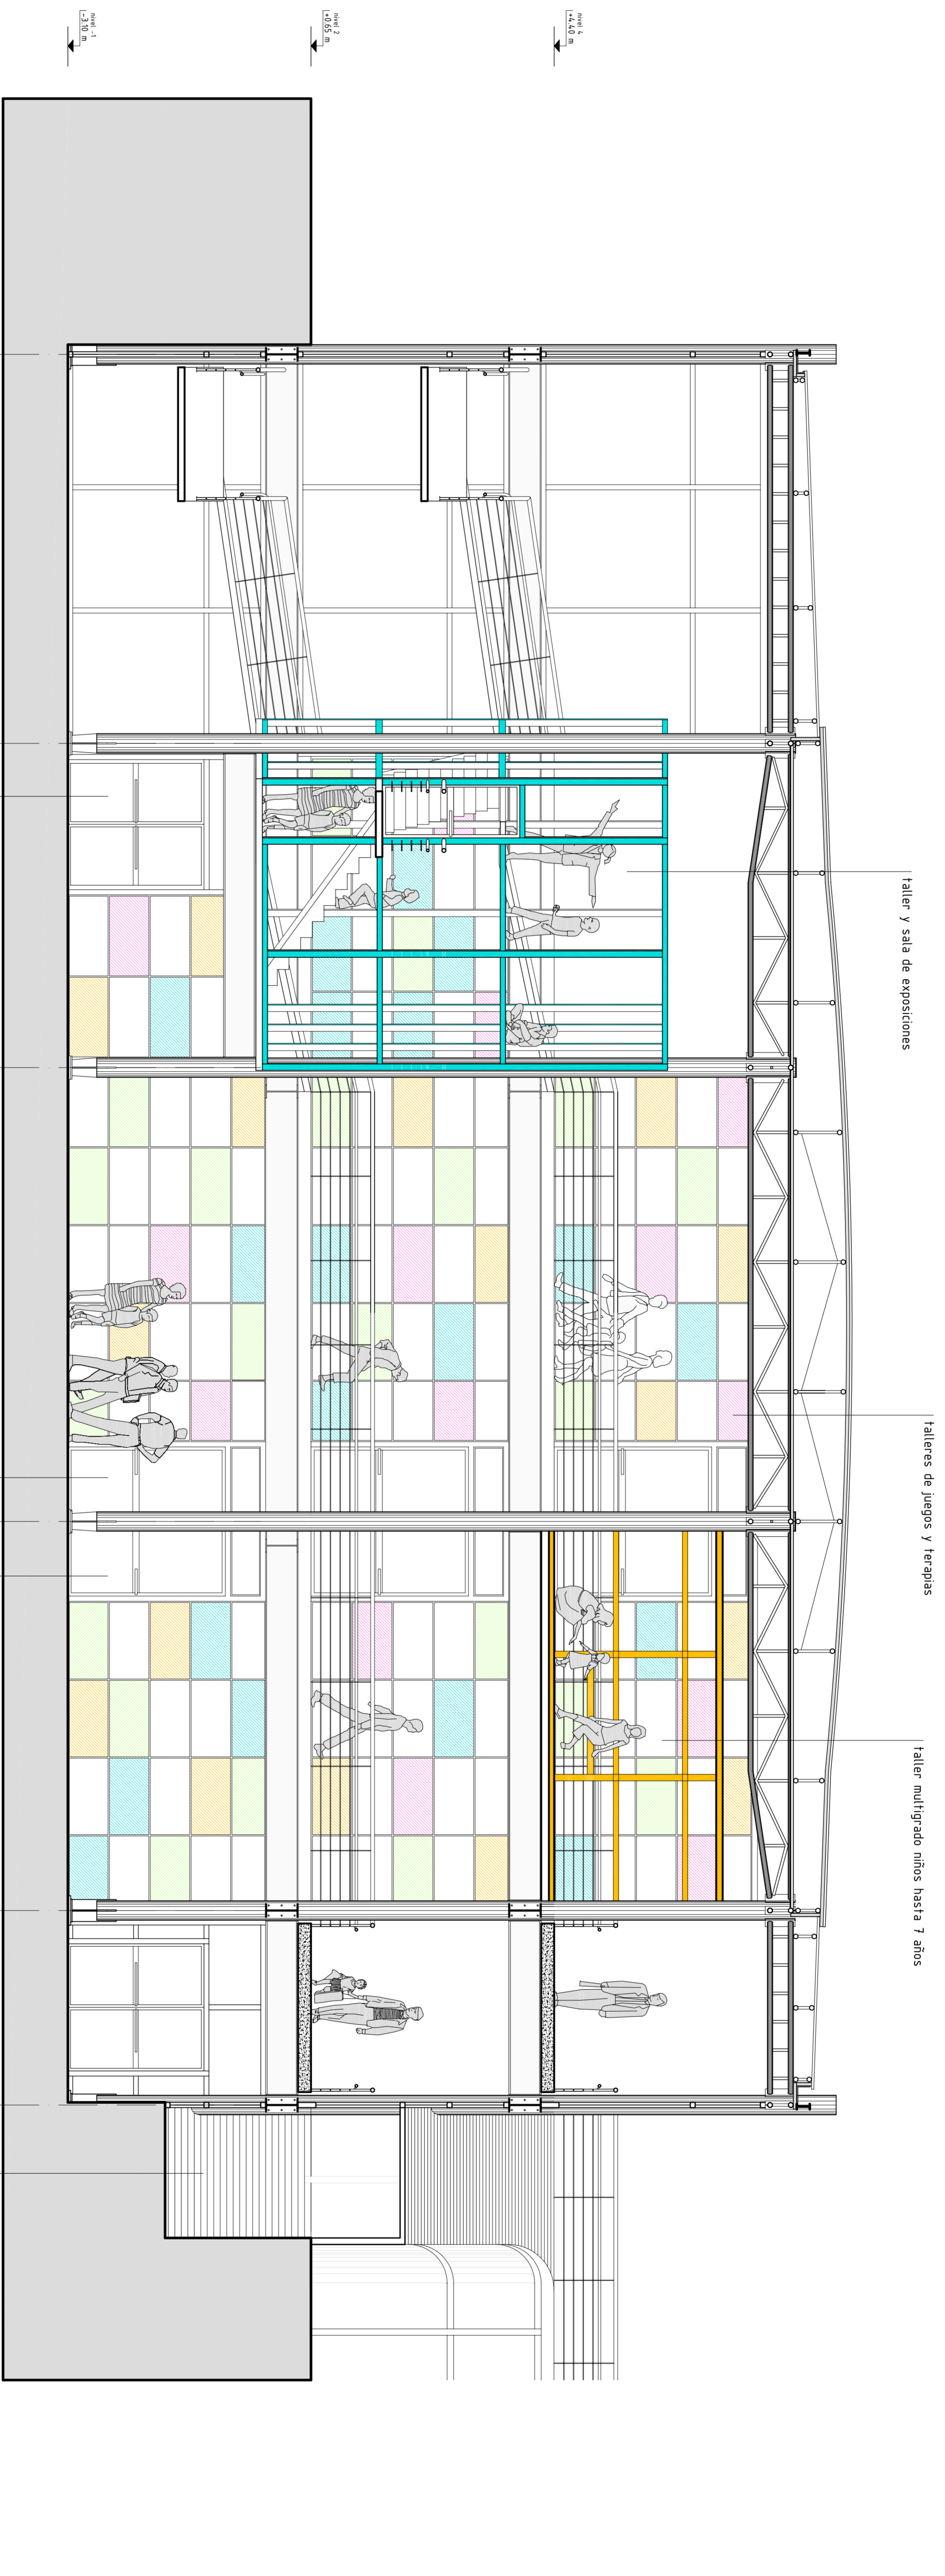 taller y sala de exposiciones
talleres de juegos y terapias
taller multigrado niños hasta 7 años
nivel 4
+4.40 m
nivel 2
+0.65 m
nivel -1
-3.10 m